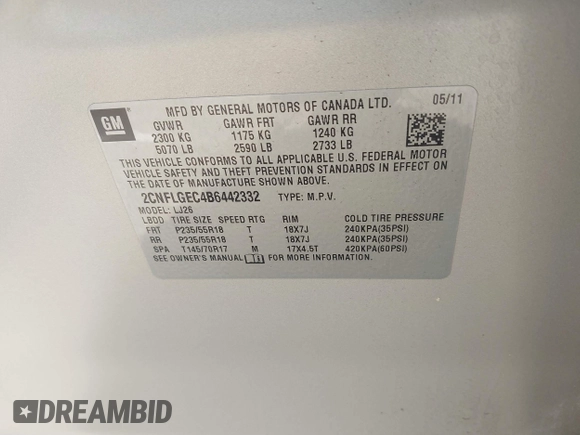 GM
MFD BY GENERAL MOTORS OF CANADA LTD. 05/11
GVWR GAWR FRT GAWR RR
2300 KG 1175 KG 1240 KG
5070 LB 2590 LB 2733 LB
THIS VEHICLE CONFORMS TO ALL APPLICABLE U.S. FEDERAL MOTOR
VEHICLE SAFETY AND THEFT PREVENTION STANDARDS IN EFFECT ON
THE DATE OF MANUFACTURE SHOWN ABOVE.
2CNFLGEC4B6442332 TYPE: M.P.V.
MODEL: LJ26
LBDD TIRE SIZE SPEED RTG RIM COLD TIRE PRESSURE
FRT P235/55R18 T 18X7J 240KPA(35PSI)
RR P235/55R18 T 18X7J 240KPA(35PSI)
SPA T145/70R17 M 17X4.5T 420KPA(60PSI)
SEE OWNER'S MANUAL FOR MORE INFORMATION.
DREAMBID